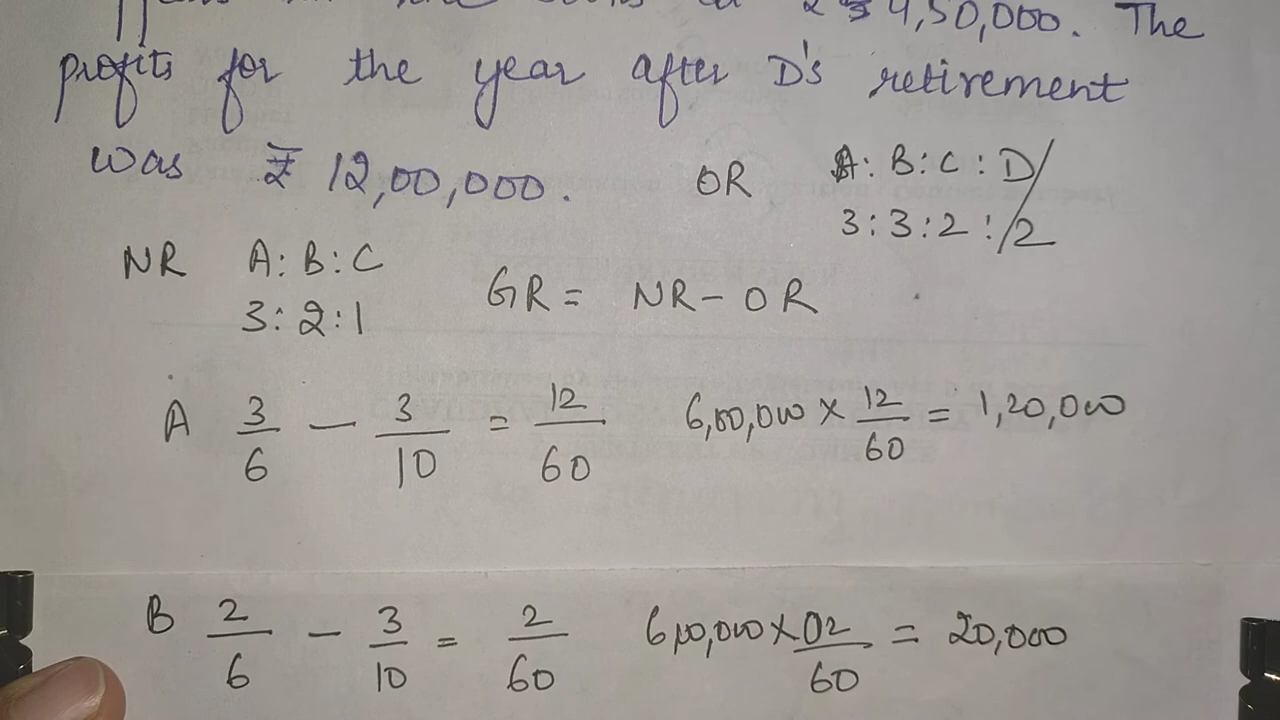 4,50,000. The
profits for the year after D's retirement
was ₹ 12,00,000.
OR A: B: C : D/
3:3:2:/2
NR A: B: C
3: 2: 1
GR = NR - OR
A 3/6 - 3/10 = 12/60 6,00,000 × 12/60 = 1,20,000
B 2/6 - 3/10 = 2/60 6,00,000 × 02/60 = 20,000